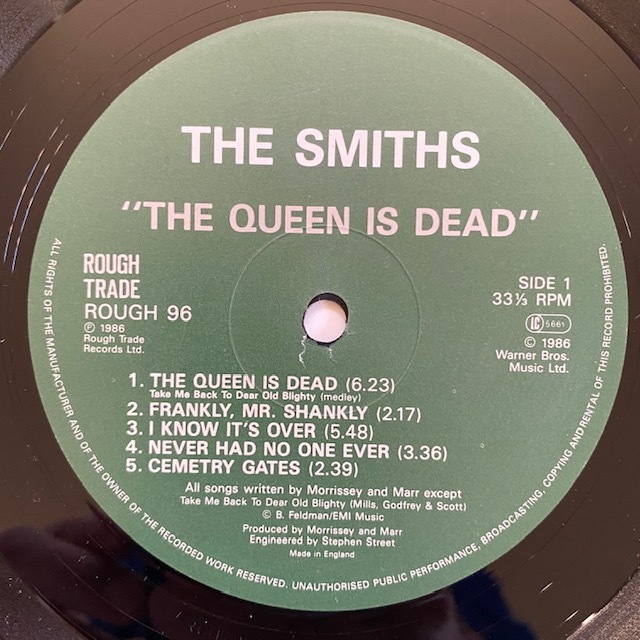 THE SMITHS
"THE QUEEN IS DEAD"
ROUGH
TRADE
ROUGH 96
℗ 1986
Rough Trade
Records Ltd.
SIDE 1
33⅓ RPM
LC 5661
© 1986
Warner Bros.
Music Ltd.
1. THE QUEEN IS DEAD (6.23)
Take Me Back To Dear Old Blighty (medley)
2. FRANKLY, MR. SHANKLY (2.17)
3. I KNOW IT'S OVER (5.48)
4. NEVER HAD NO ONE EVER (3.36)
5. CEMETRY GATES (2.39)
All songs written by Morrissey and Marr except
Take Me Back To Dear Old Blighty (Mills, Godfrey & Scott)
© B. Feldman/EMI Music
Produced by Morrissey and Marr
Engineered by Stephen Street
Made in England
ALL RIGHTS OF THE MANUFACTURER AND OF THE OWNER OF THE RECORDED WORK RESERVED. UNAUTHORISED PUBLIC PERFORMANCE, BROADCASTING, COPYING AND RENTAL OF THIS RECORD PROHIBITED.